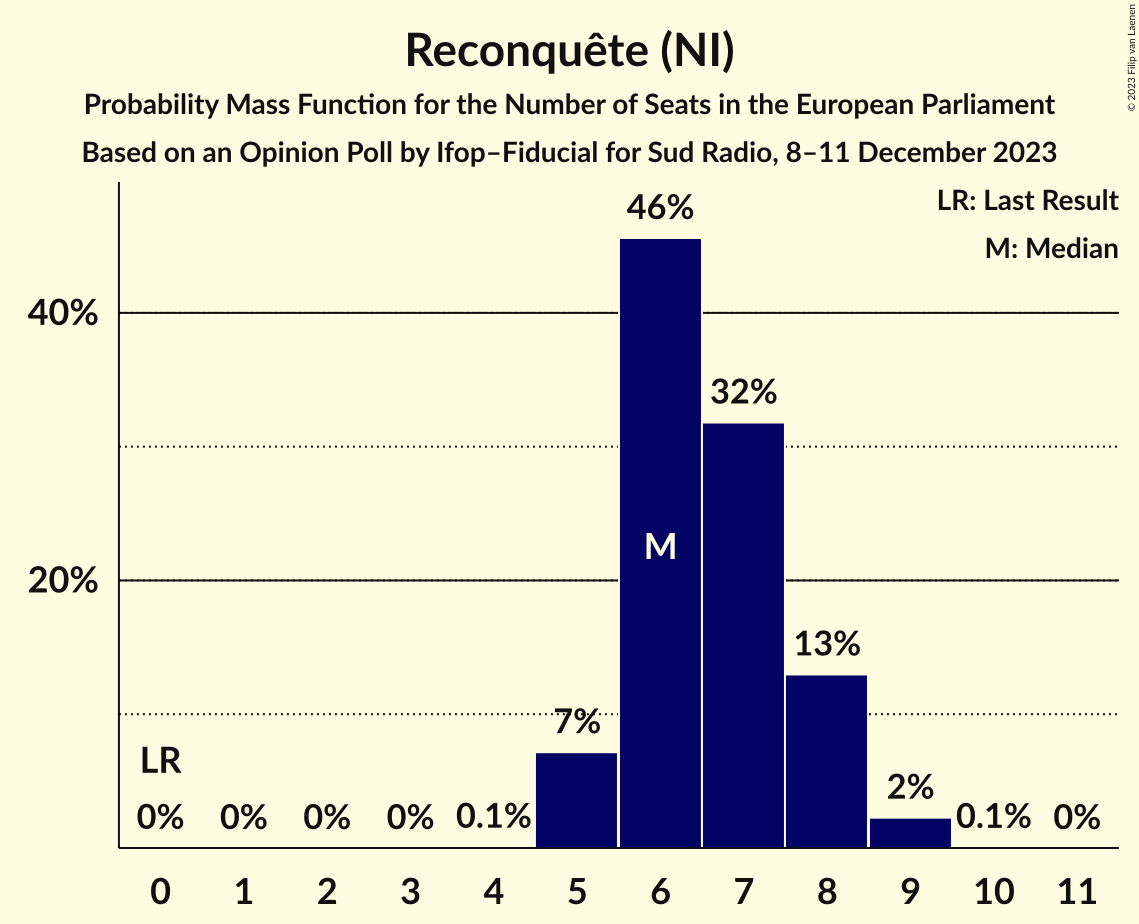 Reconquête (NI)
Probability Mass Function for the Number of Seats in the European Parliament
Based on an Opinion Poll by Ifop–Fiducial for Sud Radio, 8–11 December 2023
© 2023 Filip van Laenen
LR: Last Result
M: Median
46%
40%
32%
M
20%
13%
7%
LR
2%
0% 0% 0% 0% 0.1% 0.1% 0%
0 1 2 3 4 5 6 7 8 9 10 11